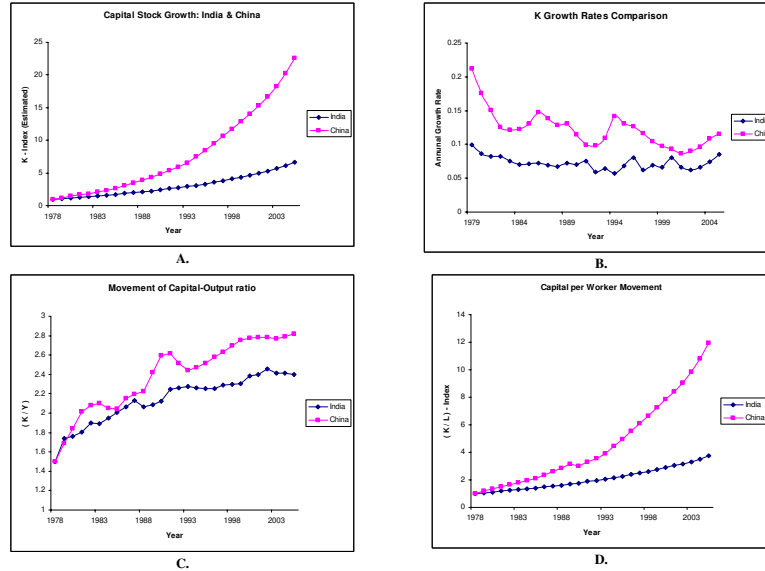 Capital Stock Growth: India & China
K - Index (Estimated)
25
20
15
10
5
0
1978 1983 1988 1993 1998 2003
Year
India
China
A.
K Growth Rates Comparison
Annunal Growth Rate
0.25
0.2
0.15
0.1
0.05
0
1979 1984 1989 1994 1999 2004
Year
India
China
B.
Movement of Capital-Output ratio
( K / Y )
3
2.8
2.6
2.4
2.2
2
1.8
1.6
1.4
1.2
1
1978 1983 1988 1993 1998 2003
Year
India
China
C.
Capital per Worker Movement
( K / L ) - Index
14
12
10
8
6
4
2
0
1978 1983 1988 1993 1998 2003
Year
India
China
D.